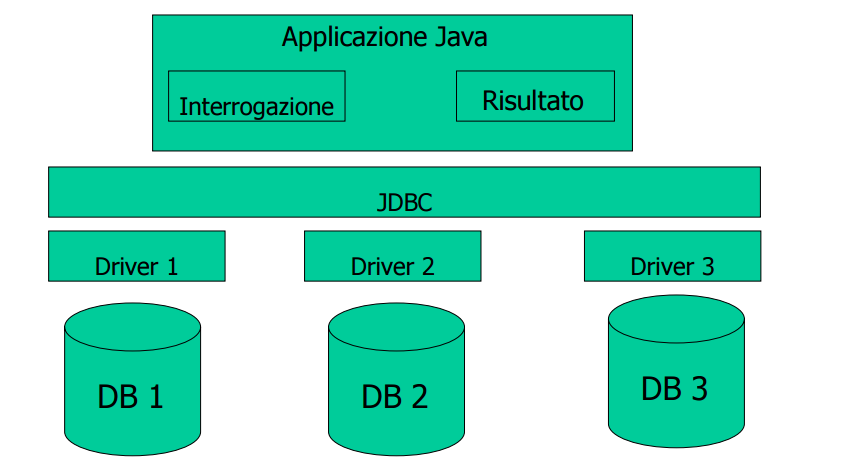 Applicazione Java
Interrogazione
Risultato
JDBC
Driver 1
Driver 2
Driver 3
DB 1
DB 2
DB 3